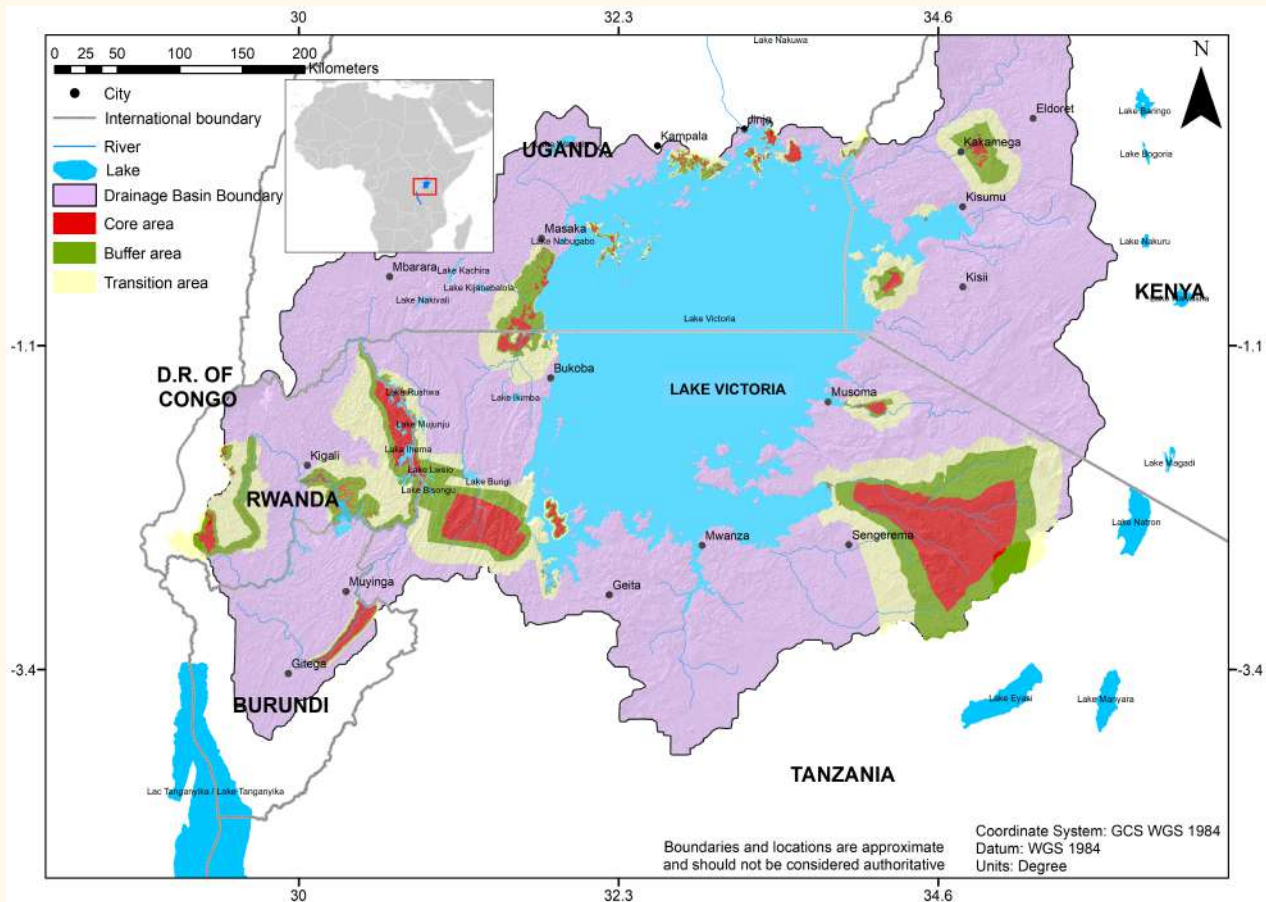 30
32.3
34.6
0
25
50
100
150
200
Kilometers
City
International boundary
River
Lake
Drainage Basin Boundary
Core area
Buffer area
Transition area
N
Lake Nakuwa
Jinja
Kampala
UGANDA
Eldoret
Lake Baringo
Kakamega
Lake Bogoria
Kisumu
Masaka
Lake Nabugabo
Lake Nakuru
Mbarara
Lake Kachira
Lake Kijanebalola
Lake Nakivali
Kisii
KENYA
Lake Victoria
-1.1
-1.1
D.R. OF
CONGO
Bukoba
LAKE VICTORIA
Lake Rushwa
Lake Ikimba
Musoma
Lake Mujunju
Lake Ihema
Kigali
Lake Lwelo
Lake Magadi
Lake Burigi
Lake Bisongu
RWANDA
Lake Natron
Mwanza
Sengerema
Muyinga
Geita
Gitega
-3.4
-3.4
BURUNDI
Lake Eyasi
Lake Manyara
TANZANIA
Lac Tanganyika / Lake Tanganyika
Boundaries and locations are approximate
and should not be considered authoritative
Coordinate System: GCS WGS 1984
Datum: WGS 1984
Units: Degree
30
32.3
34.6